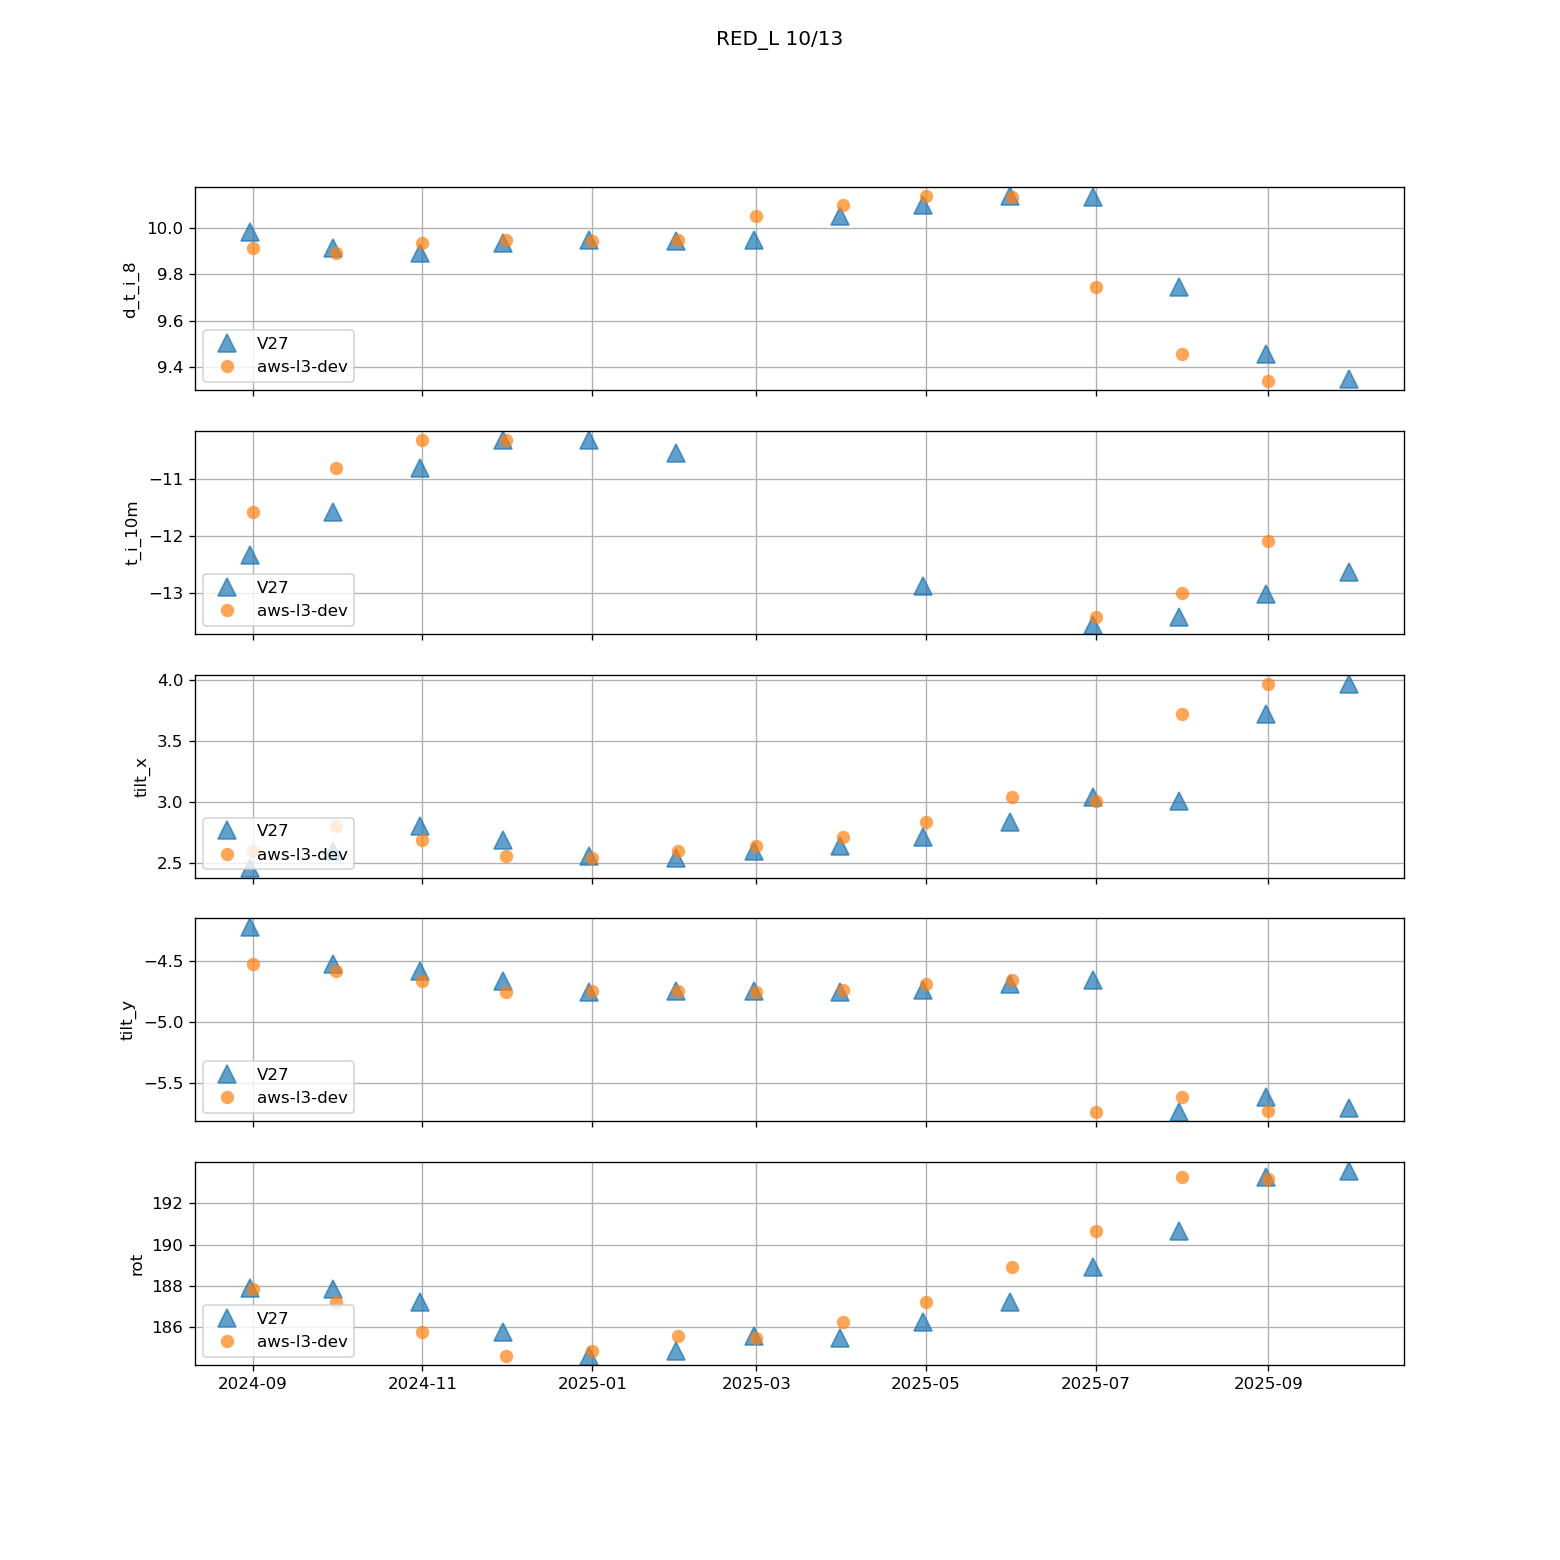 RED_L 10/13
d_t_i_8
10.0
9.8
9.6
9.4
V27
aws-l3-dev
t_i_10m
−11
−12
−13
V27
aws-l3-dev
tilt_x
4.0
3.5
3.0
2.5
V27
aws-l3-dev
tilt_y
−4.5
−5.0
−5.5
V27
aws-l3-dev
rot
192
190
188
186
V27
aws-l3-dev
2024-09
2024-11
2025-01
2025-03
2025-05
2025-07
2025-09